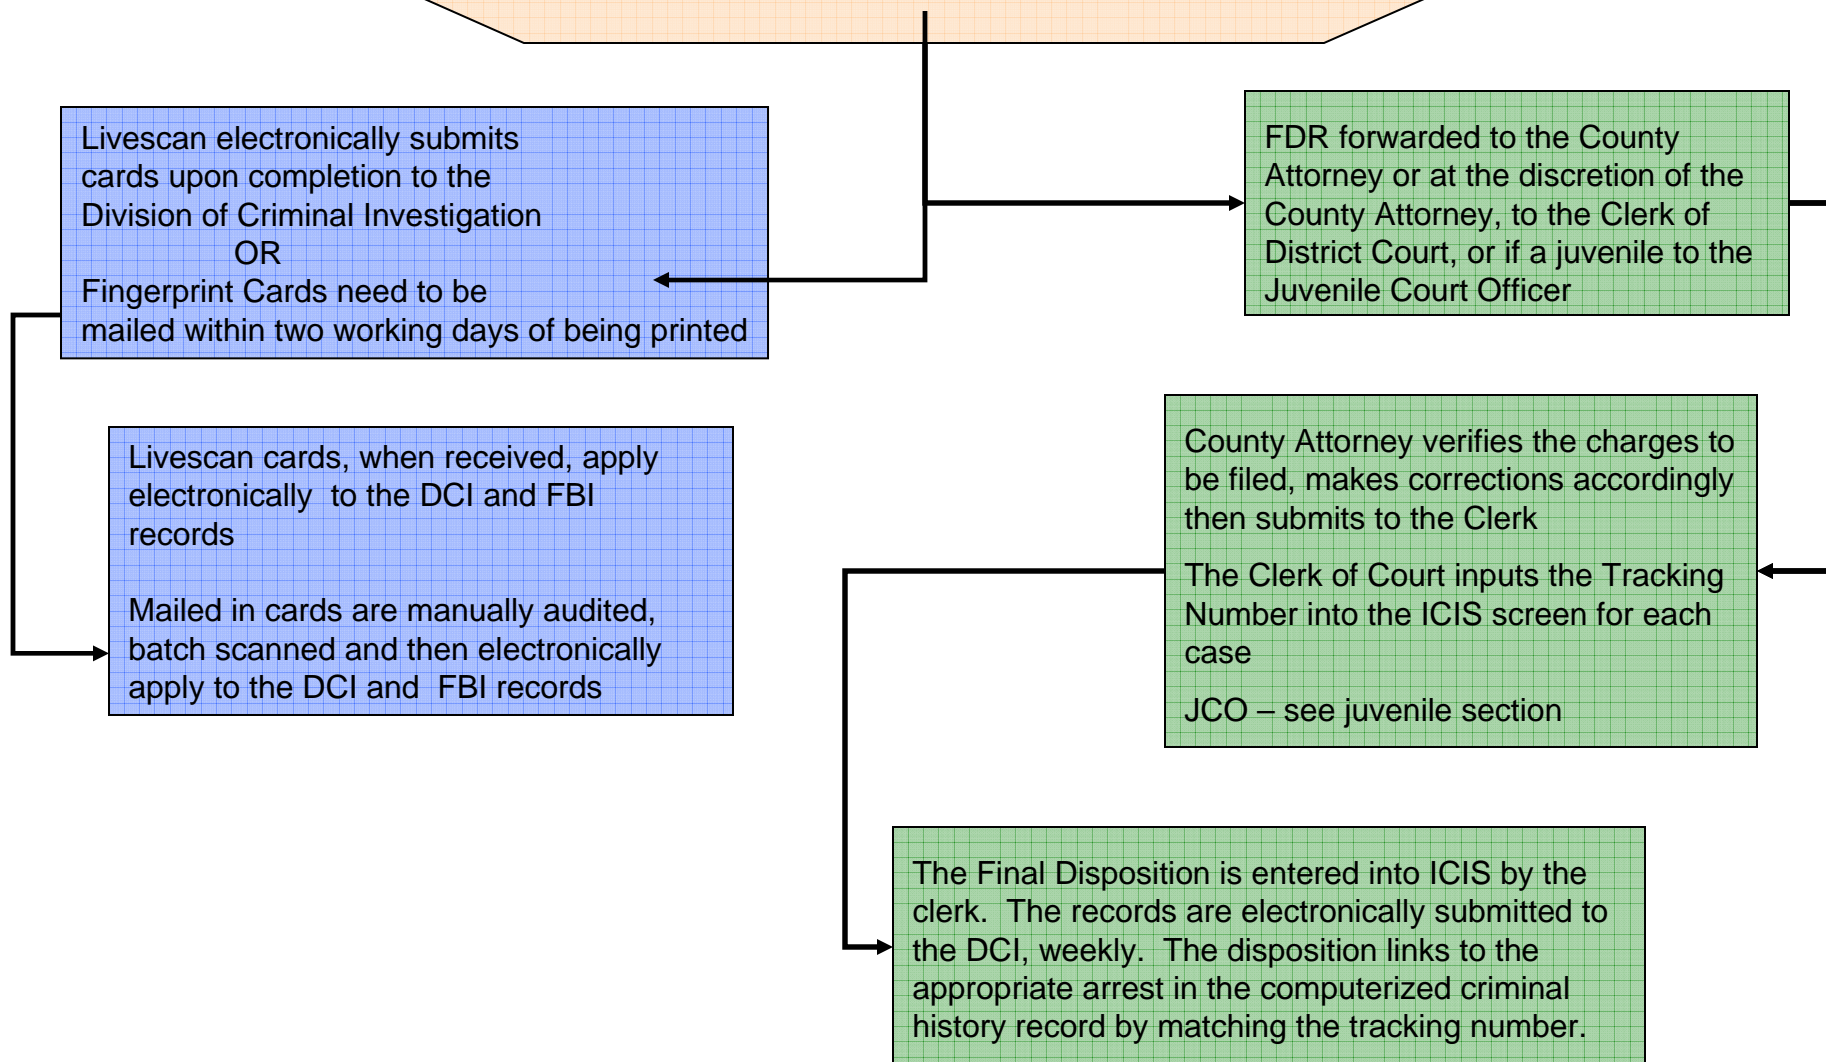 Livescan electronically submits
cards upon completion to the
Division of Criminal Investigation
OR
Fingerprint Cards need to be
mailed within two working days of being printed
FDR forwarded to the County
Attorney or at the discretion of the
County Attorney, to the Clerk of
District Court, or if a juvenile to the
Juvenile Court Officer
Livescan cards, when received, apply
electronically to the DCI and FBI
records
Mailed in cards are manually audited,
batch scanned and then electronically
apply to the DCI and FBI records
County Attorney verifies the charges to
be filed, makes corrections accordingly
then submits to the Clerk
The Clerk of Court inputs the Tracking
Number into the ICIS screen for each
case
JCO – see juvenile section
The Final Disposition is entered into ICIS by the
clerk. The records are electronically submitted to
the DCI, weekly. The disposition links to the
appropriate arrest in the computerized criminal
history record by matching the tracking number.